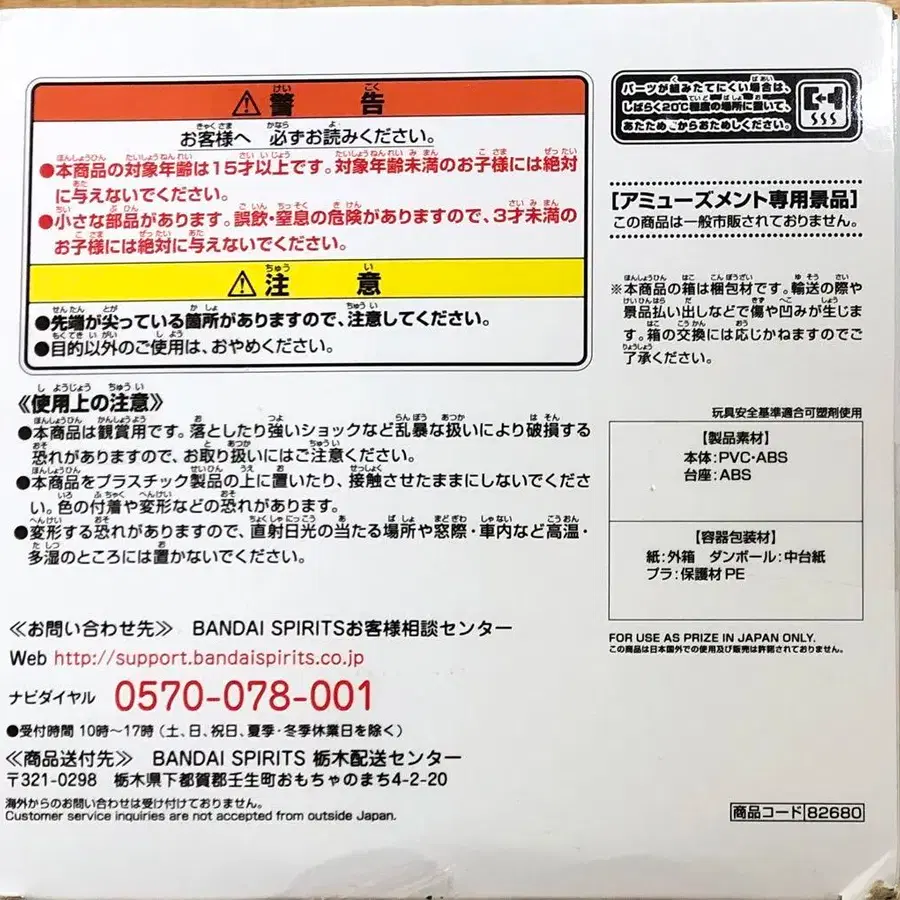 警告
お客様へ 必ずお読みください。
●本商品の対象年齢は15才以上です。対象年齢未満のお子様には絶対
に与えないでください。
●小さな部品があります。誤飲・窒息の危険がありますので、3才未満の
お子様には絶対に与えないでください。
注意
●先端が尖っている箇所がありますので、注意してください。
●目的以外のご使用は、おやめください。
≪使用上の注意≫
●本商品は観賞用です。落としたり強いショックなど乱暴な扱いにより破損する
恐れがありますので、お取り扱いにはご注意ください。
●本商品をプラスチック製品の上に置いたり、接触させたままにしないでくださ
い。色の付着や変形などの恐れがあります。
●変形する恐れがありますので、直射日光の当たる場所や窓際・車内など高温・
多湿のところには置かないでください。
≪お問い合わせ先≫ BANDAI SPIRITSお客様相談センター
Web http://support.bandaispirits.co.jp
ナビダイヤル 0570-078-001
●受付時間 10時〜17時(土、日、祝日、夏季・冬季休業日を除く)
≪商品送付先≫ BANDAI SPIRITS 栃木配送センター
〒321-0298 栃木県下都賀郡壬生町おもちゃのまち4-2-20
海外からのお問い合わせは受け付けておりません。
Customer service inquiries are not accepted from outside Japan.
パーツが組みたてにくい場合は、
しばらく20℃程度の場所に置いて、
あたためてからおためしください。
[アミューズメント専用景品]
この商品は一般市販されておりません。
※本商品の箱は梱包材です。輸送の際や
景品払い出しなどで傷や凹みが生じま
す。箱の交換には応じかねますのでご
了承ください。
玩具安全基準適合可塑剤使用
【製品素材】
本体:PVC・ABS
台座:ABS
【容器包装材】
紙:外箱 ダンボール:中台紙
プラ:保護材PE
FOR USE AS PRIZE IN JAPAN ONLY.
この商品は日本国外での使用及び販売は許諾されておりません。
商品コード 82680